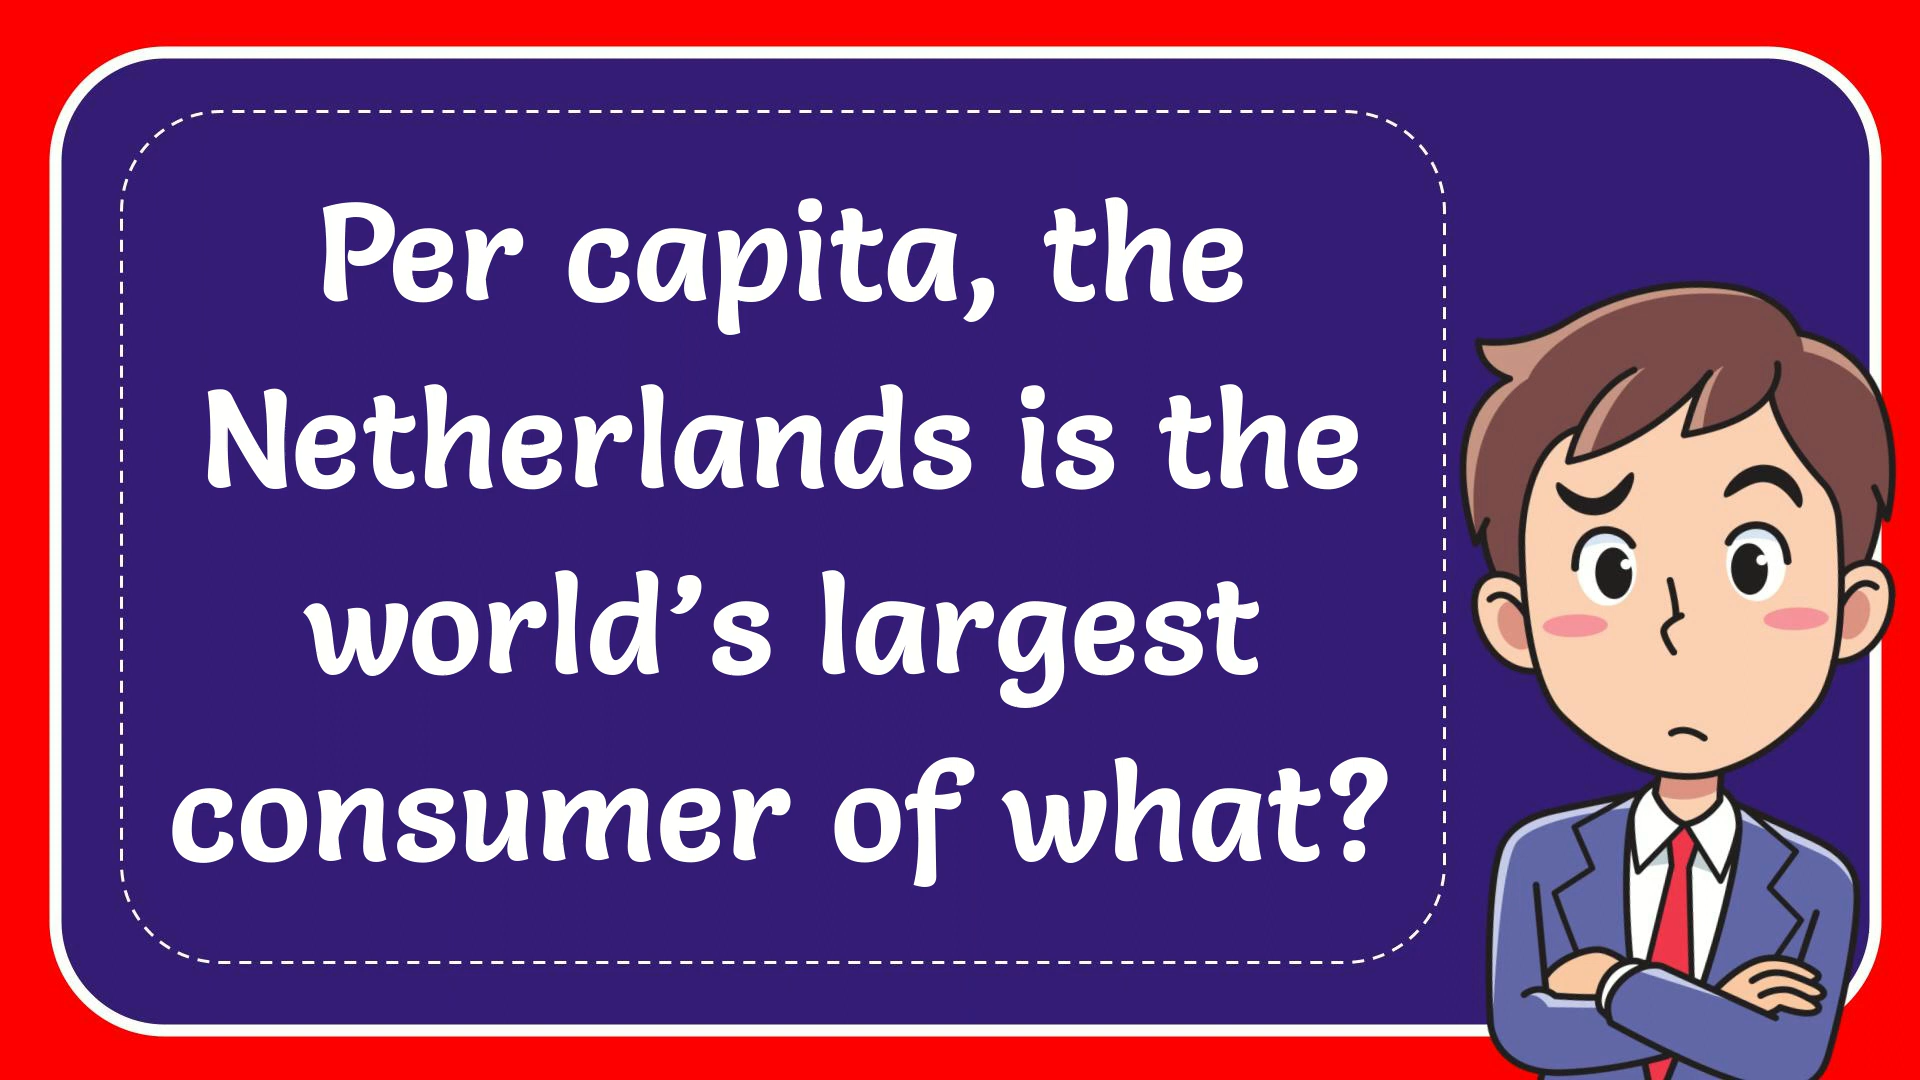 Per capita, the
Netherlands is the
world’s largest
consumer of what?